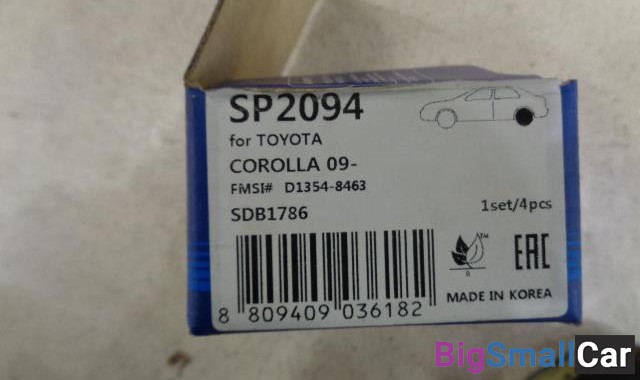 SP2094
for TOYOTA
COROLLA 09-
FMSI# D1354-8463
SDB1786
1set/4pcs
TM
EAC
MADE IN KOREA
8 809409 036182
BigSmallCar